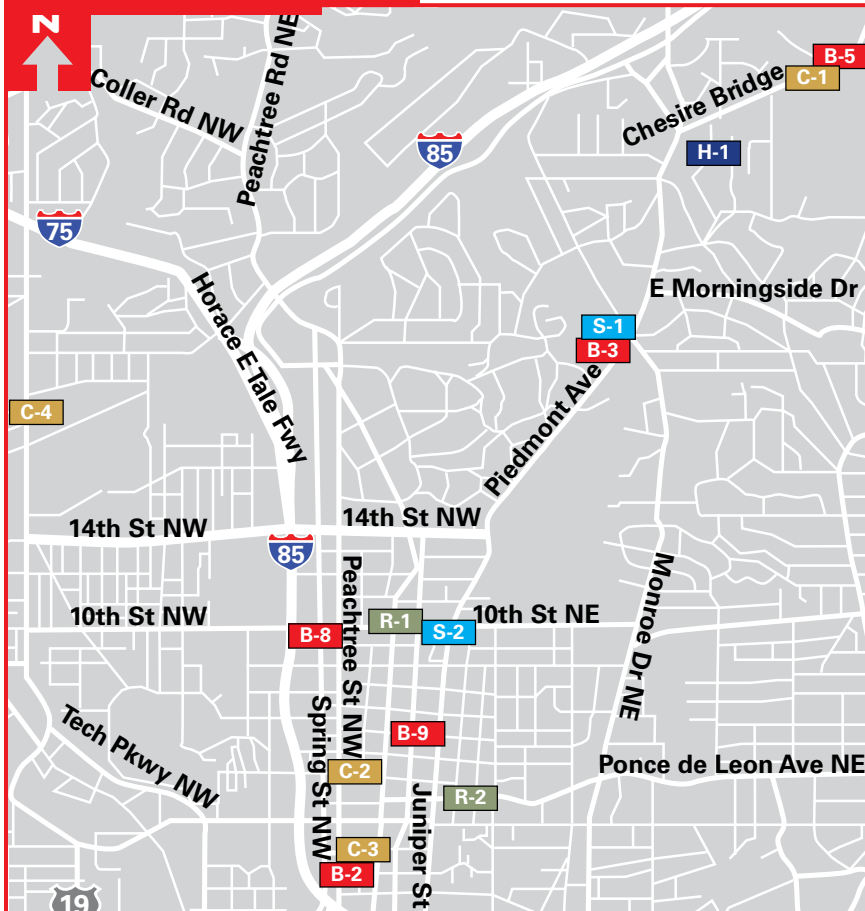 N
Coller Rd NW
Peachtree Rd NE
85
Chesire Bridge
B-5
C-1
H-1
75
Horace E Tale Fwy
E Morningside Dr
S-1
B-3
C-4
Piedmont Ave
14th St NW
14th St NW
85
Peachtree St NW
Monroe Dr NE
10th St NW
B-8
R-1
S-2
10th St NE
Tech Pkwy NW
Spring St NW
B-9
C-2
Ponce de Leon Ave NE
R-2
Juniper St
C-3
B-2
19